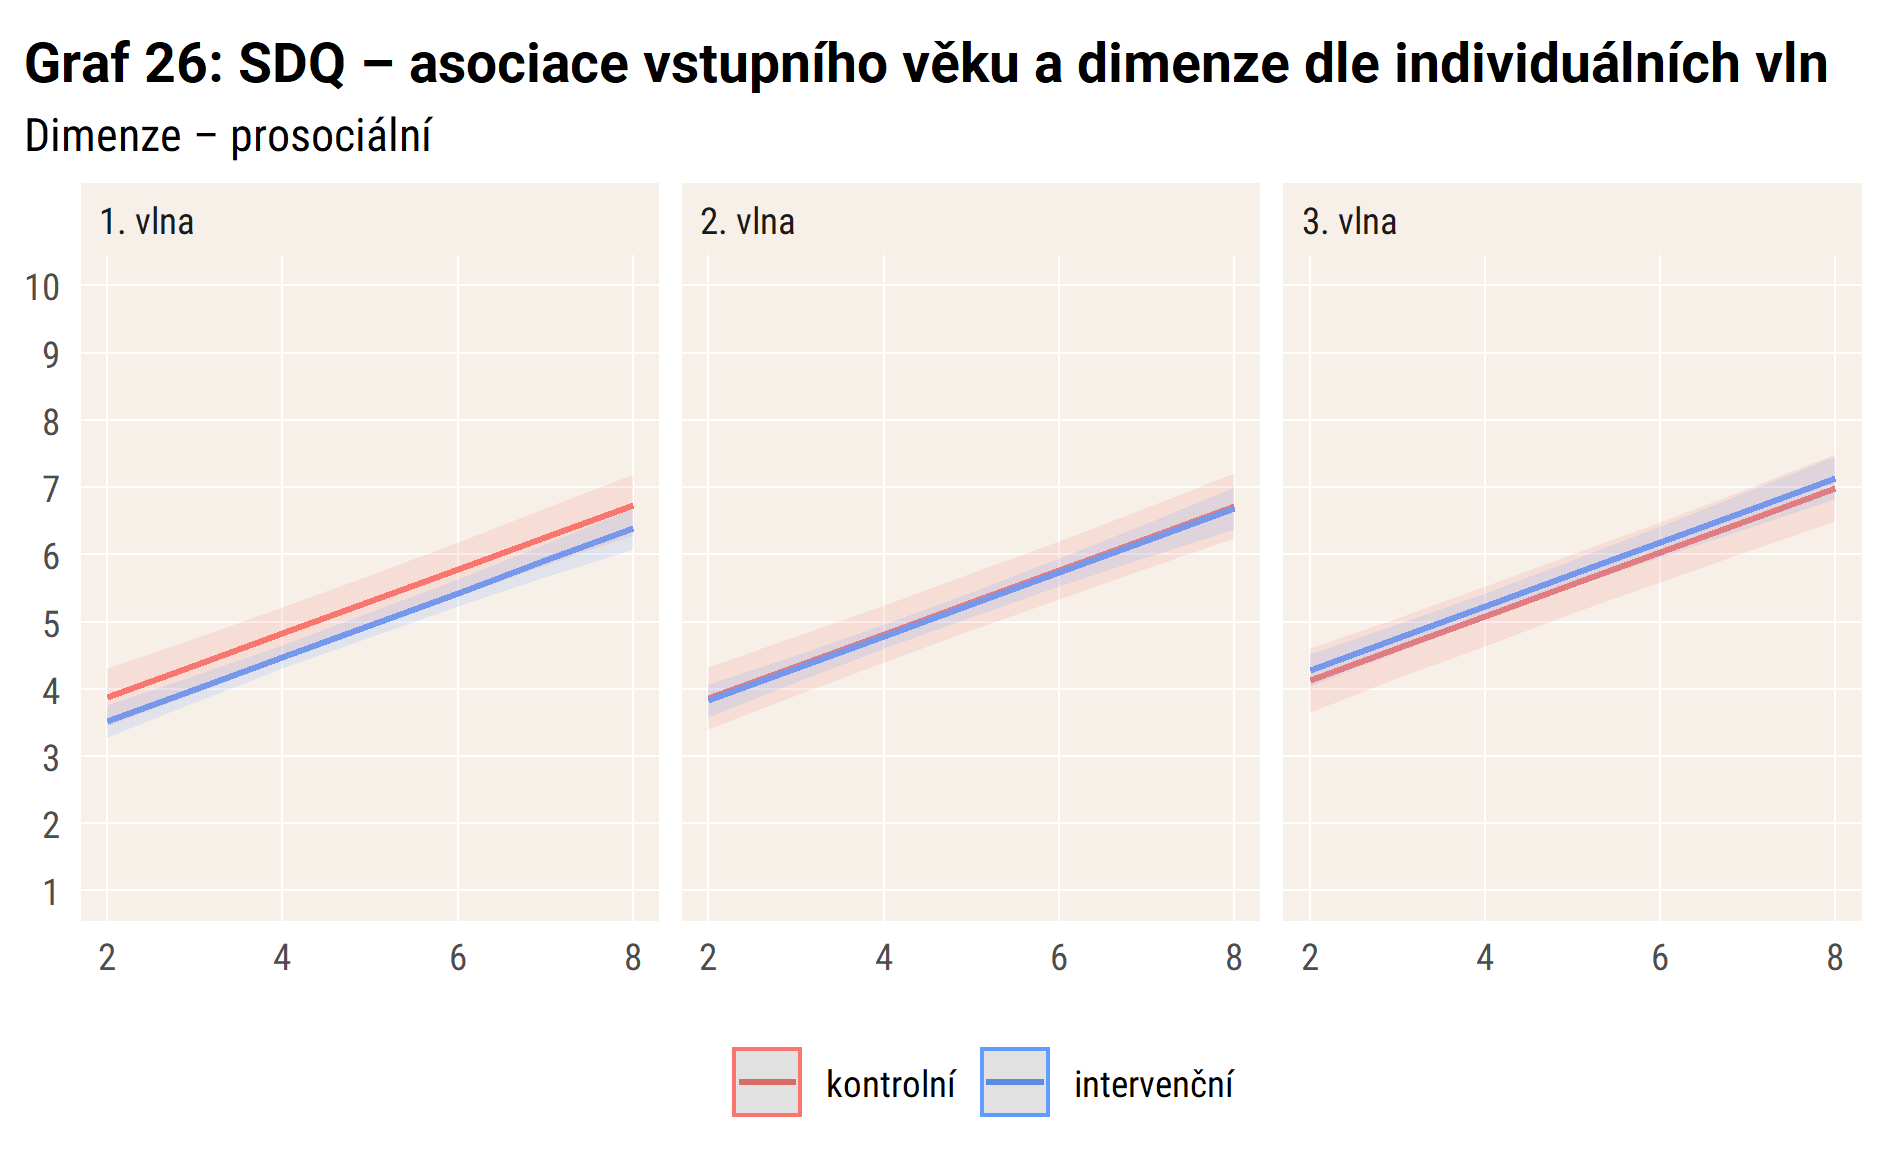 Graf 26: SDQ – asociace vstupního věku a dimenze dle individuálních vln
Dimenze – prosociální
1. vlna
2. vlna
3. vlna
10
9
8
7
6
5
4
3
2
1
2 4 6 8
2 4 6 8
2 4 6 8
kontrolní
intervenční